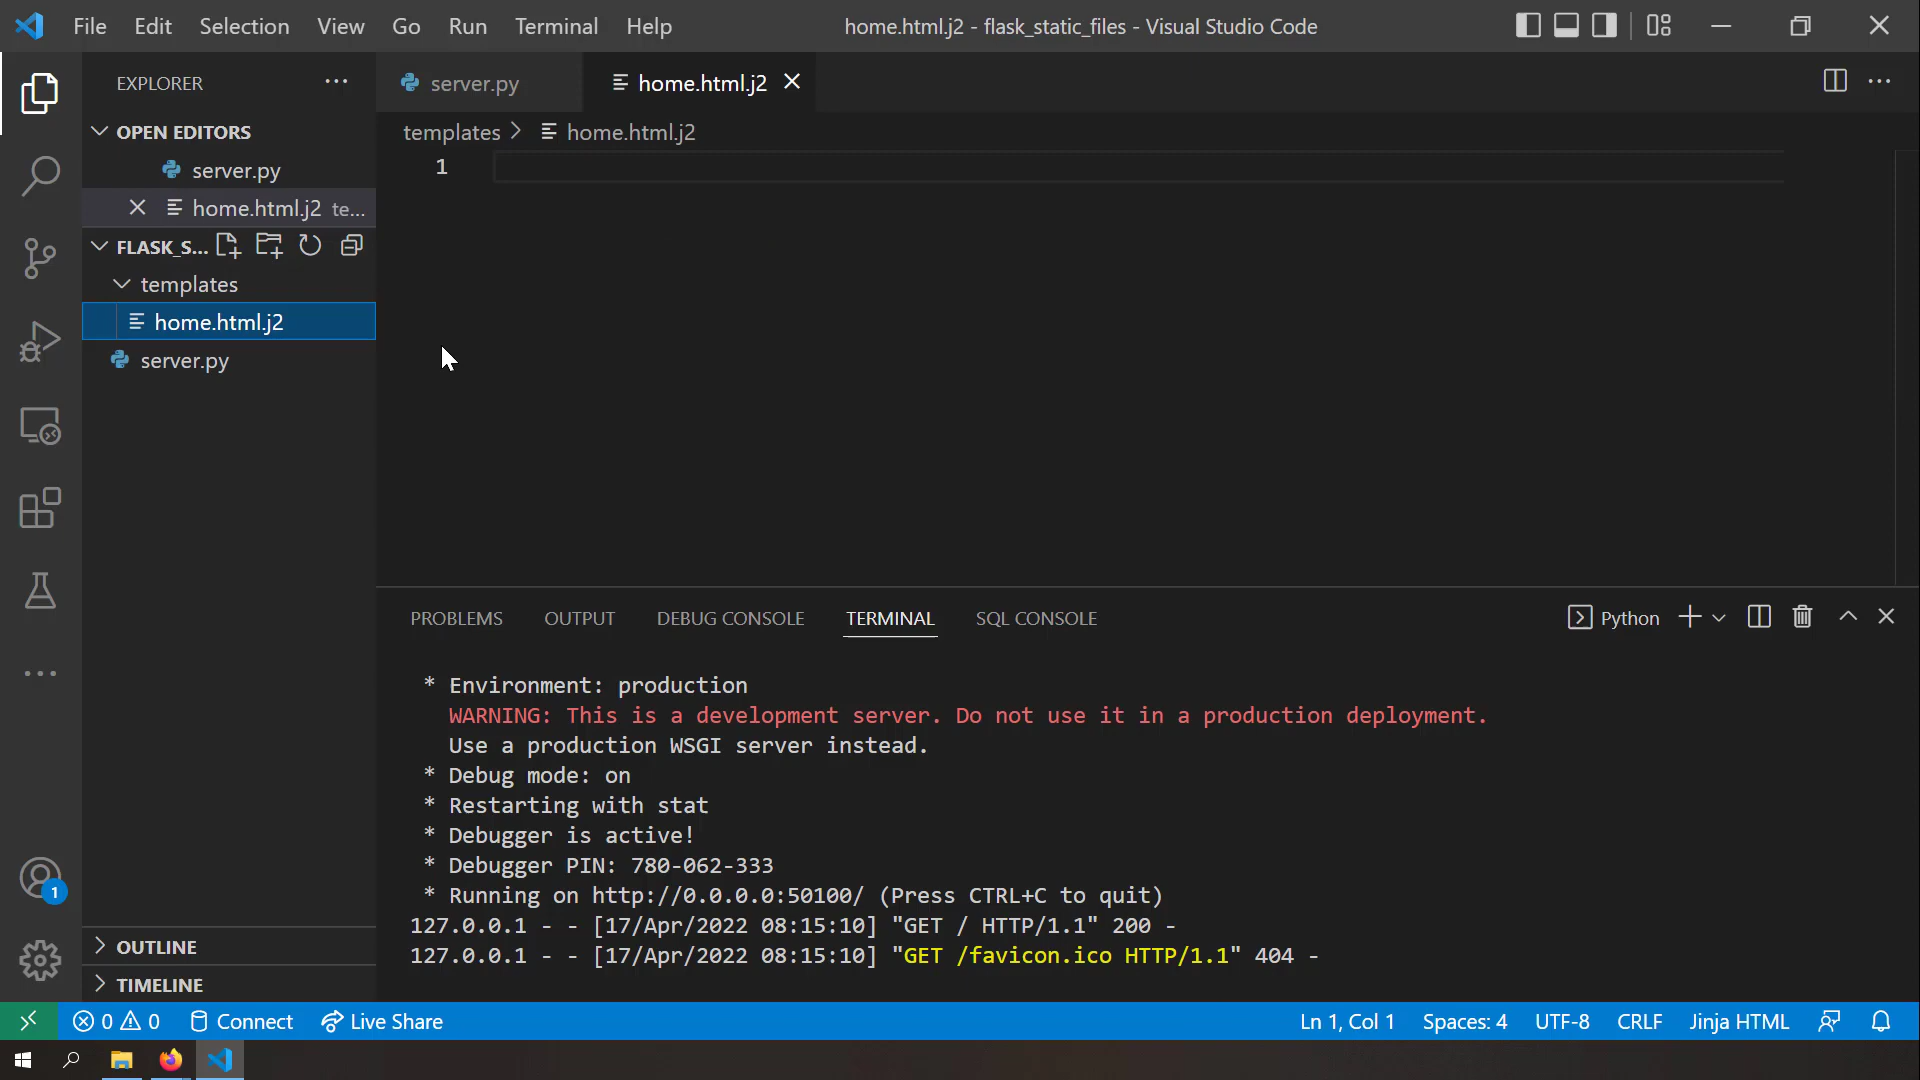 File Edit Selection View Go Run Terminal Help
home.html.j2 - flask_static_files - Visual Studio Code
EXPLORER
OPEN EDITORS
server.py
home.html.j2 te...
FLASK_S...
templates
home.html.j2
server.py
OUTLINE
TIMELINE
server.py
home.html.j2
templates > home.html.j2
1
PROBLEMS OUTPUT DEBUG CONSOLE TERMINAL SQL CONSOLE
Python
* Environment: production
WARNING: This is a development server. Do not use it in a production deployment.
Use a production WSGI server instead.
* Debug mode: on
* Restarting with stat
* Debugger is active!
* Debugger PIN: 780-062-333
* Running on http://0.0.0.0:50100/ (Press CTRL+C to quit)
127.0.0.1 - - [17/Apr/2022 08:15:10] "GET / HTTP/1.1" 200 -
127.0.0.1 - - [17/Apr/2022 08:15:10] "GET /favicon.ico HTTP/1.1" 404 -
1
0 0 Connect Live Share
Ln 1, Col 1 Spaces: 4 UTF-8 CRLF Jinja HTML